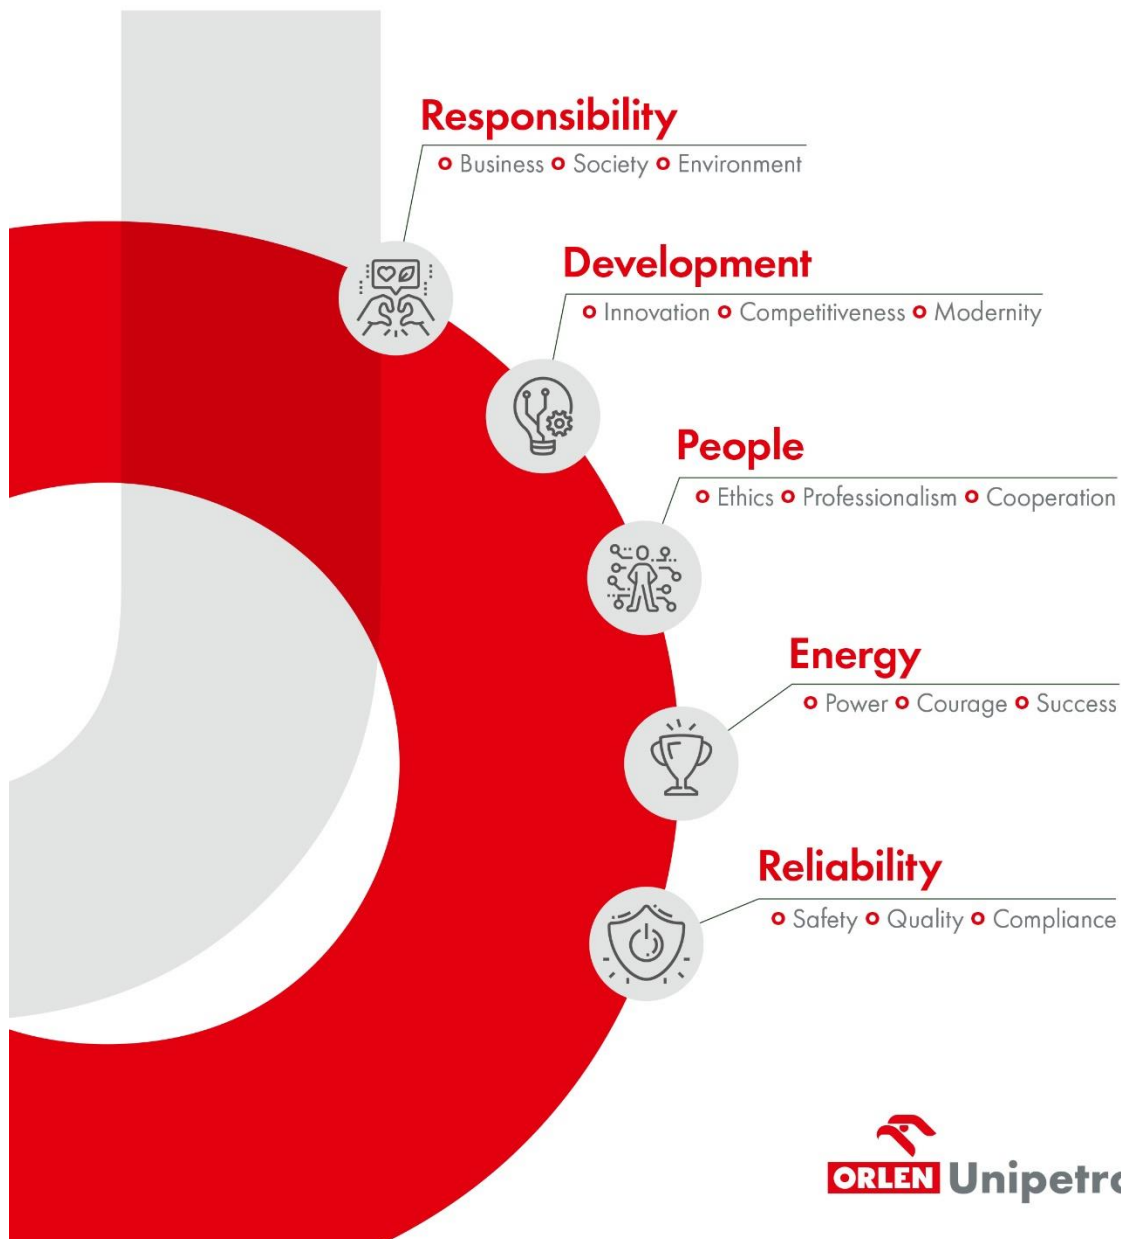 Responsibility
Business Society Environment
Development
Innovation Competitiveness Modernity
People
Ethics Professionalism Cooperation
Energy
Power Courage Success
Reliability
Safety Quality Compliance
ORLEN Unipetro